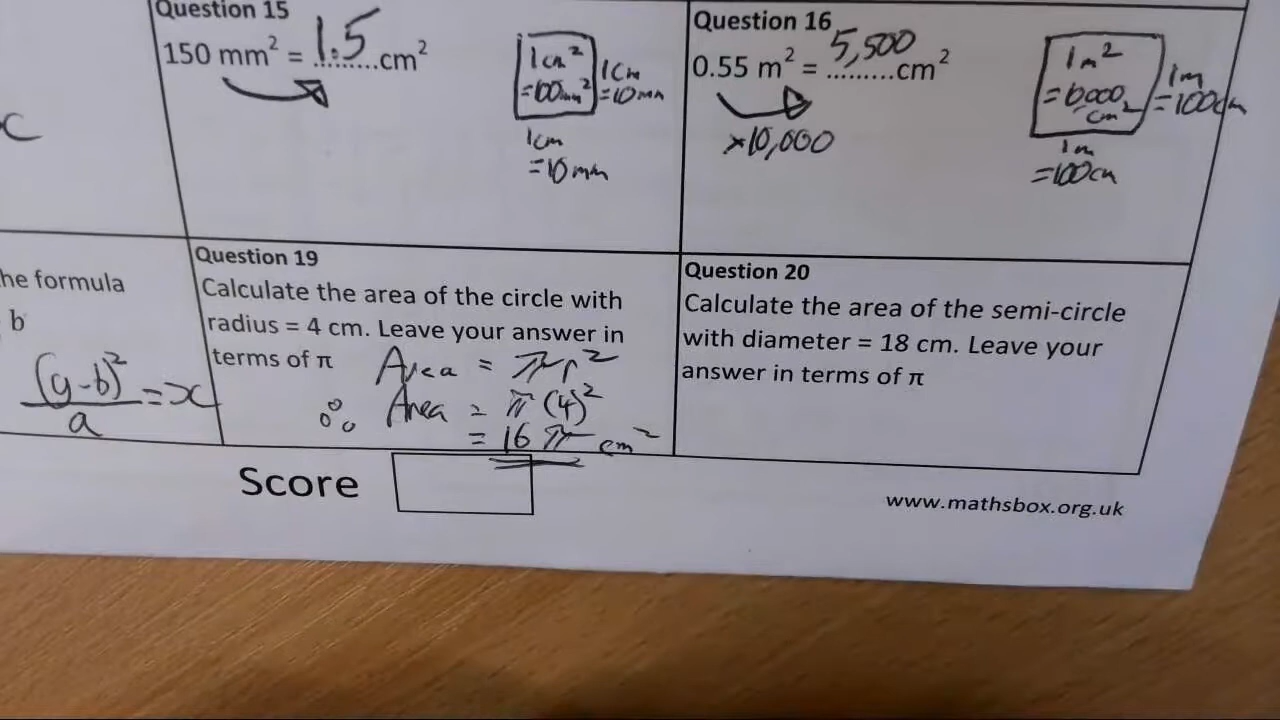 Question 15
150 mm² = 1.5 cm²
1cm²
=100mm²
1cm
=10mm
1cm
=10mm
Question 16
0.55 m² = 5,500 cm²
×10,000
1m²
=10,000
cm²
1m
=100cm
1m
=100cm
he formula
b
(y-b)²/a = x
Question 19
Calculate the area of the circle with
radius = 4 cm. Leave your answer in
terms of π
Area = πr²
∴ Area = π(4)²
= 16π cm²
Question 20
Calculate the area of the semi-circle
with diameter = 18 cm. Leave your
answer in terms of π
Score
www.mathsbox.org.uk